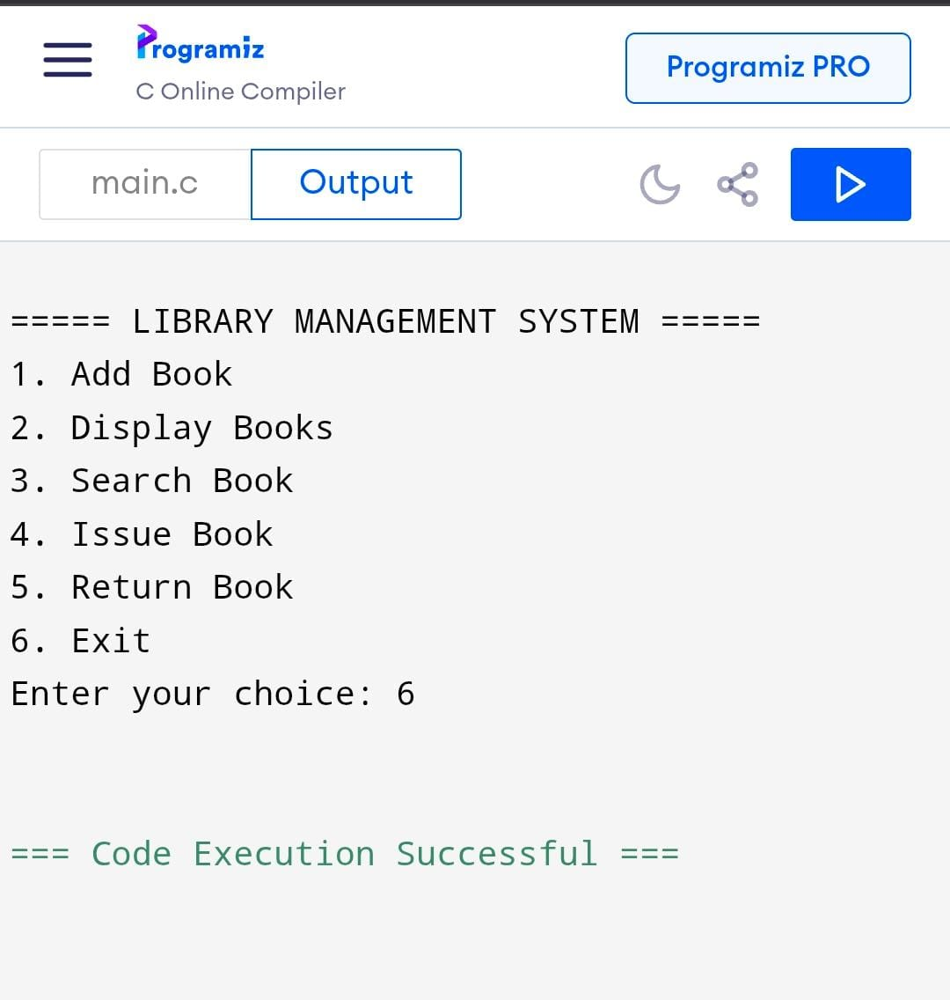 Programiz
C Online Compiler
Programiz PRO
main.c
Output
===== LIBRARY MANAGEMENT SYSTEM =====
1. Add Book
2. Display Books
3. Search Book
4. Issue Book
5. Return Book
6. Exit
Enter your choice: 6
=== Code Execution Successful ===